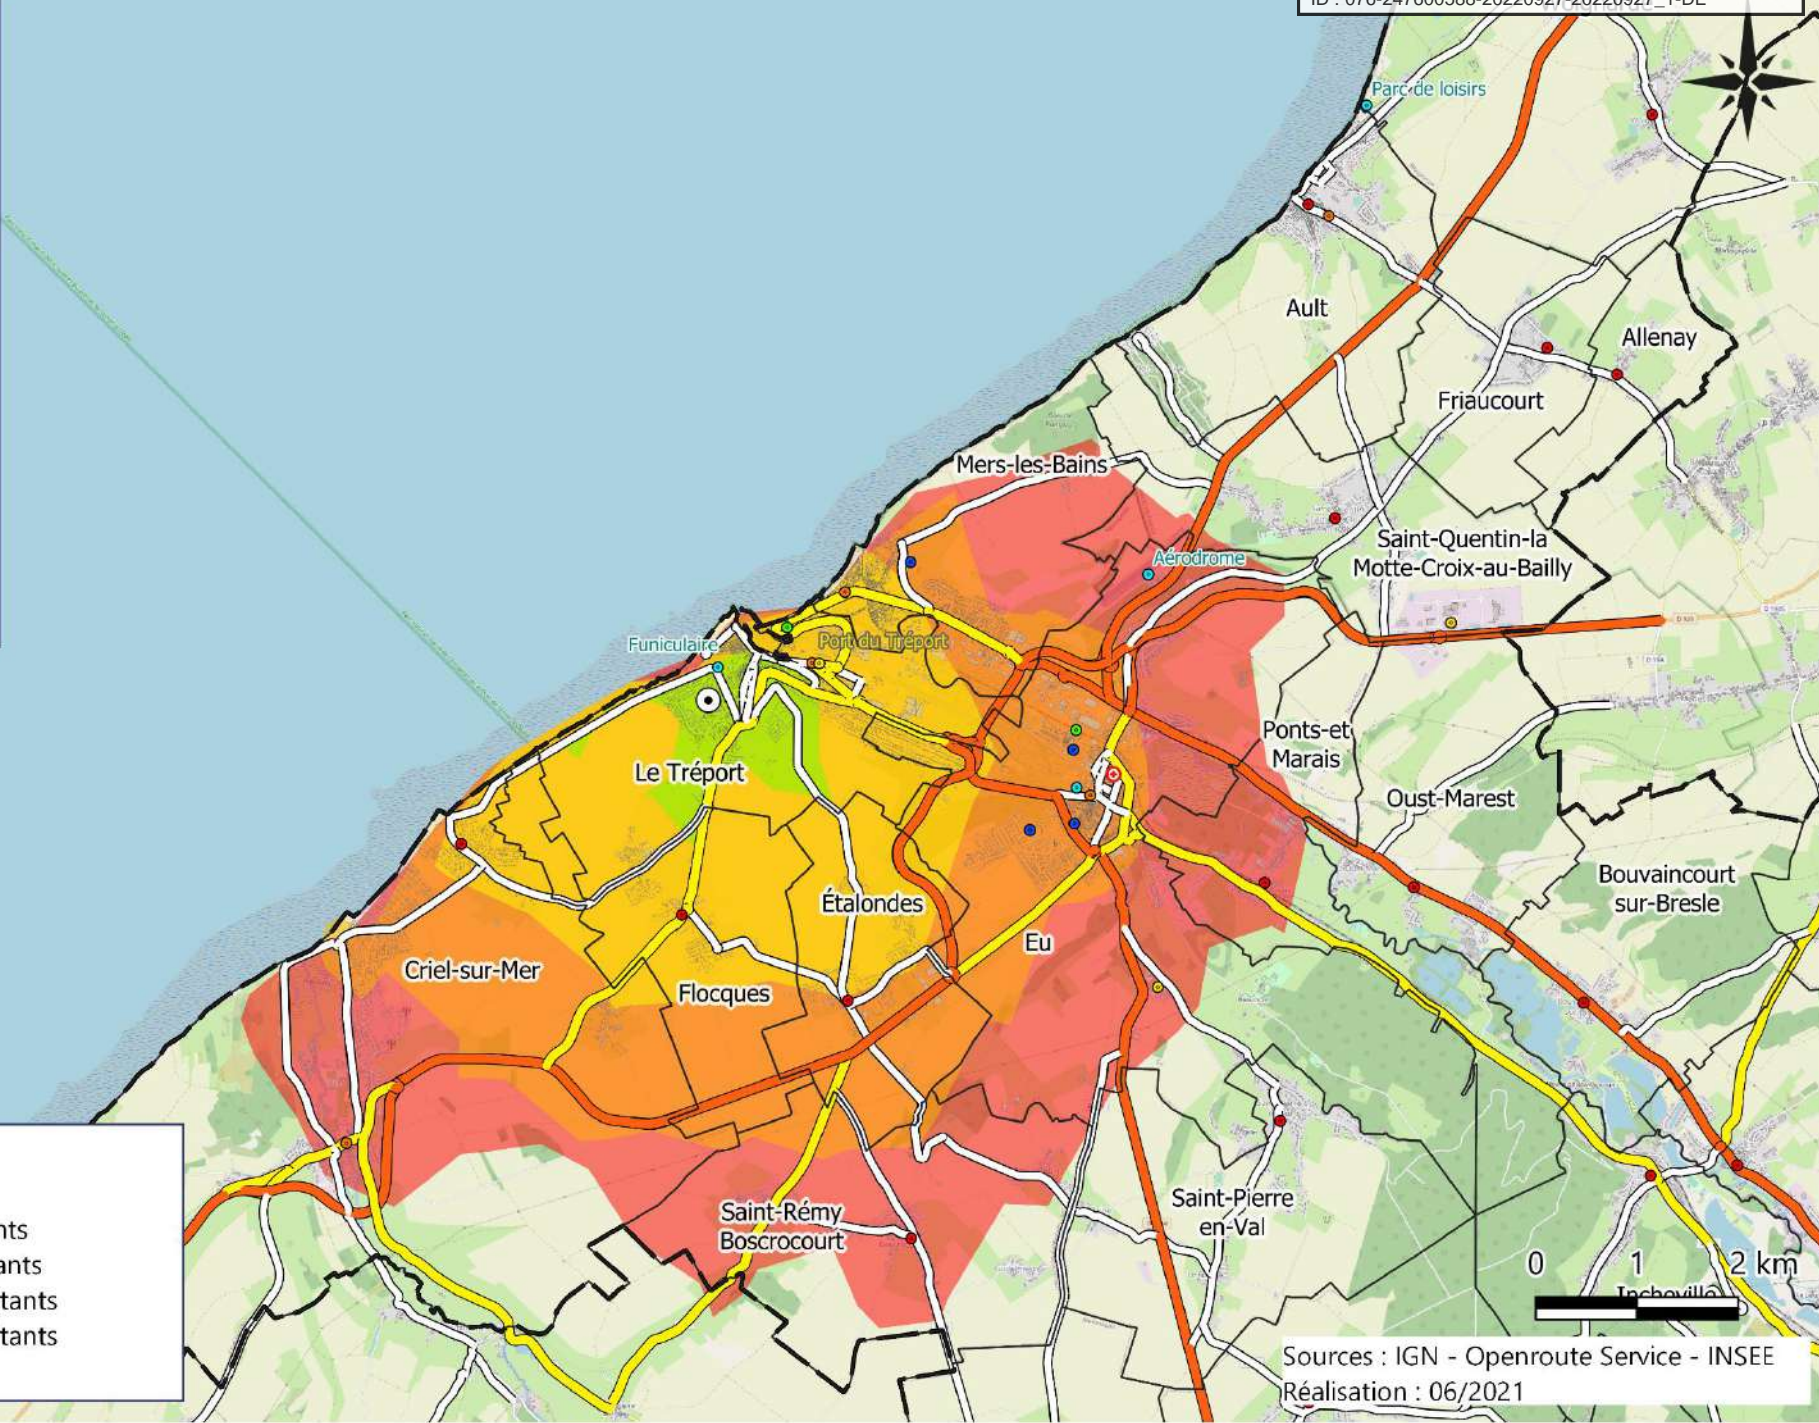 Parc de loisirs
Ault
Allenay
Friaucourt
Mers-les-Bains
Saint-Quentin-la
Motte-Croix-au-Bailly
Aérodrome
Funiculaire
Port du Tréport
Le Tréport
Ponts-et
Marais
Oust-Marest
Bouvaincourt
sur-Bresle
Étalondes
Eu
Criel-sur-Mer
Flocques
Saint-Rémy
Boscrocourt
Saint-Pierre
en-Val
nts
ants
tants
tants
0 1 2 km
Incheville
Sources : IGN - Openroute Service - INSEE
Réalisation : 06/2021